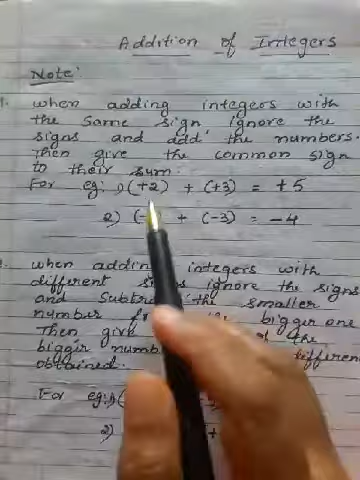 Addition of Integers
Note:
1. when adding integers with
the same sign ignore the
signs and add the numbers.
Then give the common sign
to their sum.
For eg: 1) (+2) + (+3) = +5
2) (- ) + (-3) = -4
when adding integers with
different signs ignore signs
and Subtract the smaller
number the bigger one
Then give of the
bigger
obtained.
For eg: 1) (
2) +